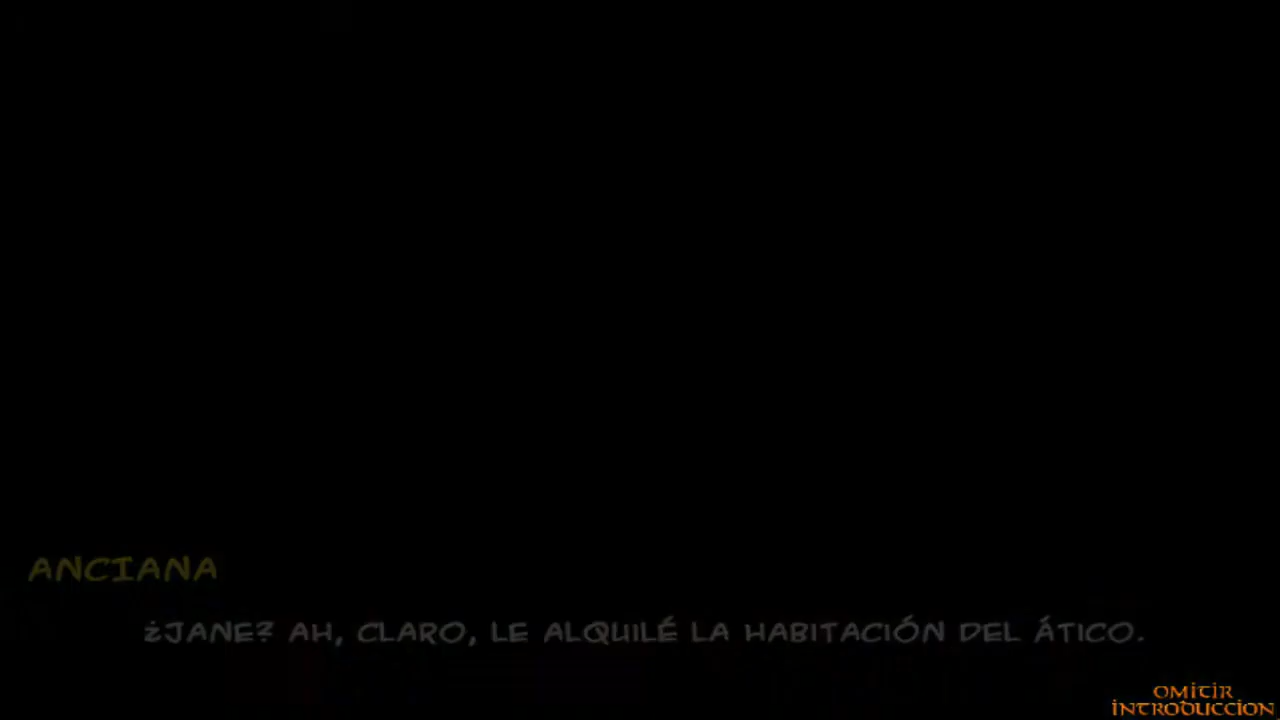 ANCIANA
¿JANE? AH, CLARO, LE ALQUILÉ LA HABITACIÓN DEL ÁTICO.
OMITIR
INTRODUCCION